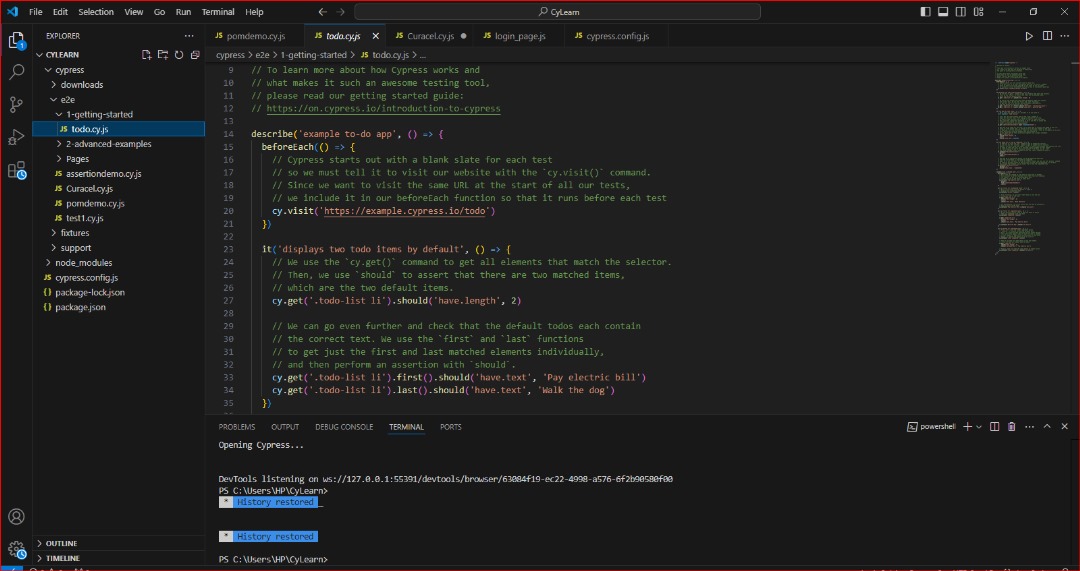 File Edit Selection View Go Run Terminal Help
CyLearn
EXPLORER
CYLEARN
cypress
downloads
e2e
1-getting-started
JS todo.cy.js
2-advanced-examples
Pages
JS assertiondemo.cy.js
JS Curacel.cy.js
JS pomdemo.cy.js
JS test1.cy.js
fixtures
support
node_modules
JS cypress.config.js
{} package-lock.json
{} package.json
OUTLINE
TIMELINE
JS pomdemo.cy.js JS todo.cy.js JS Curacel.cy.js JS login_page.js JS cypress.config.js
cypress > e2e > 1-getting-started > JS todo.cy.js > ...
9 // To learn more about how Cypress works and
10 // what makes it such an awesome testing tool,
11 // please read our getting started guide:
12 // https://on.cypress.io/introduction-to-cypress
13
14 describe('example to-do app', () => {
15 beforeEach(() => {
16 // Cypress starts out with a blank slate for each test
17 // so we must tell it to visit our website with the `cy.visit()` command.
18 // Since we want to visit the same URL at the start of all our tests,
19 // we include it in our beforeEach function so that it runs before each test
20 cy.visit('https://example.cypress.io/todo')
21 })
22
23 it('displays two todo items by default', () => {
24 // We use the `cy.get()` command to get all elements that match the selector.
25 // Then, we use `should` to assert that there are two matched items,
26 // which are the two default items.
27 cy.get('.todo-list li').should('have.length', 2)
28
29 // We can go even further and check that the default todos each contain
30 // the correct text. We use the `first` and `last` functions
31 // to get just the first and last matched elements individually,
32 // and then perform an assertion with `should`.
33 cy.get('.todo-list li').first().should('have.text', 'Pay electric bill')
34 cy.get('.todo-list li').last().should('have.text', 'Walk the dog')
35 })
PROBLEMS OUTPUT DEBUG CONSOLE TERMINAL PORTS
powershell
Opening Cypress...
DevTools listening on ws://127.0.0.1:55391/devtools/browser/63084f19-ec22-4998-a576-6f2b90580f00
PS C:\Users\HP\CyLearn>
* History restored
* History restored
PS C:\Users\HP\CyLearn>